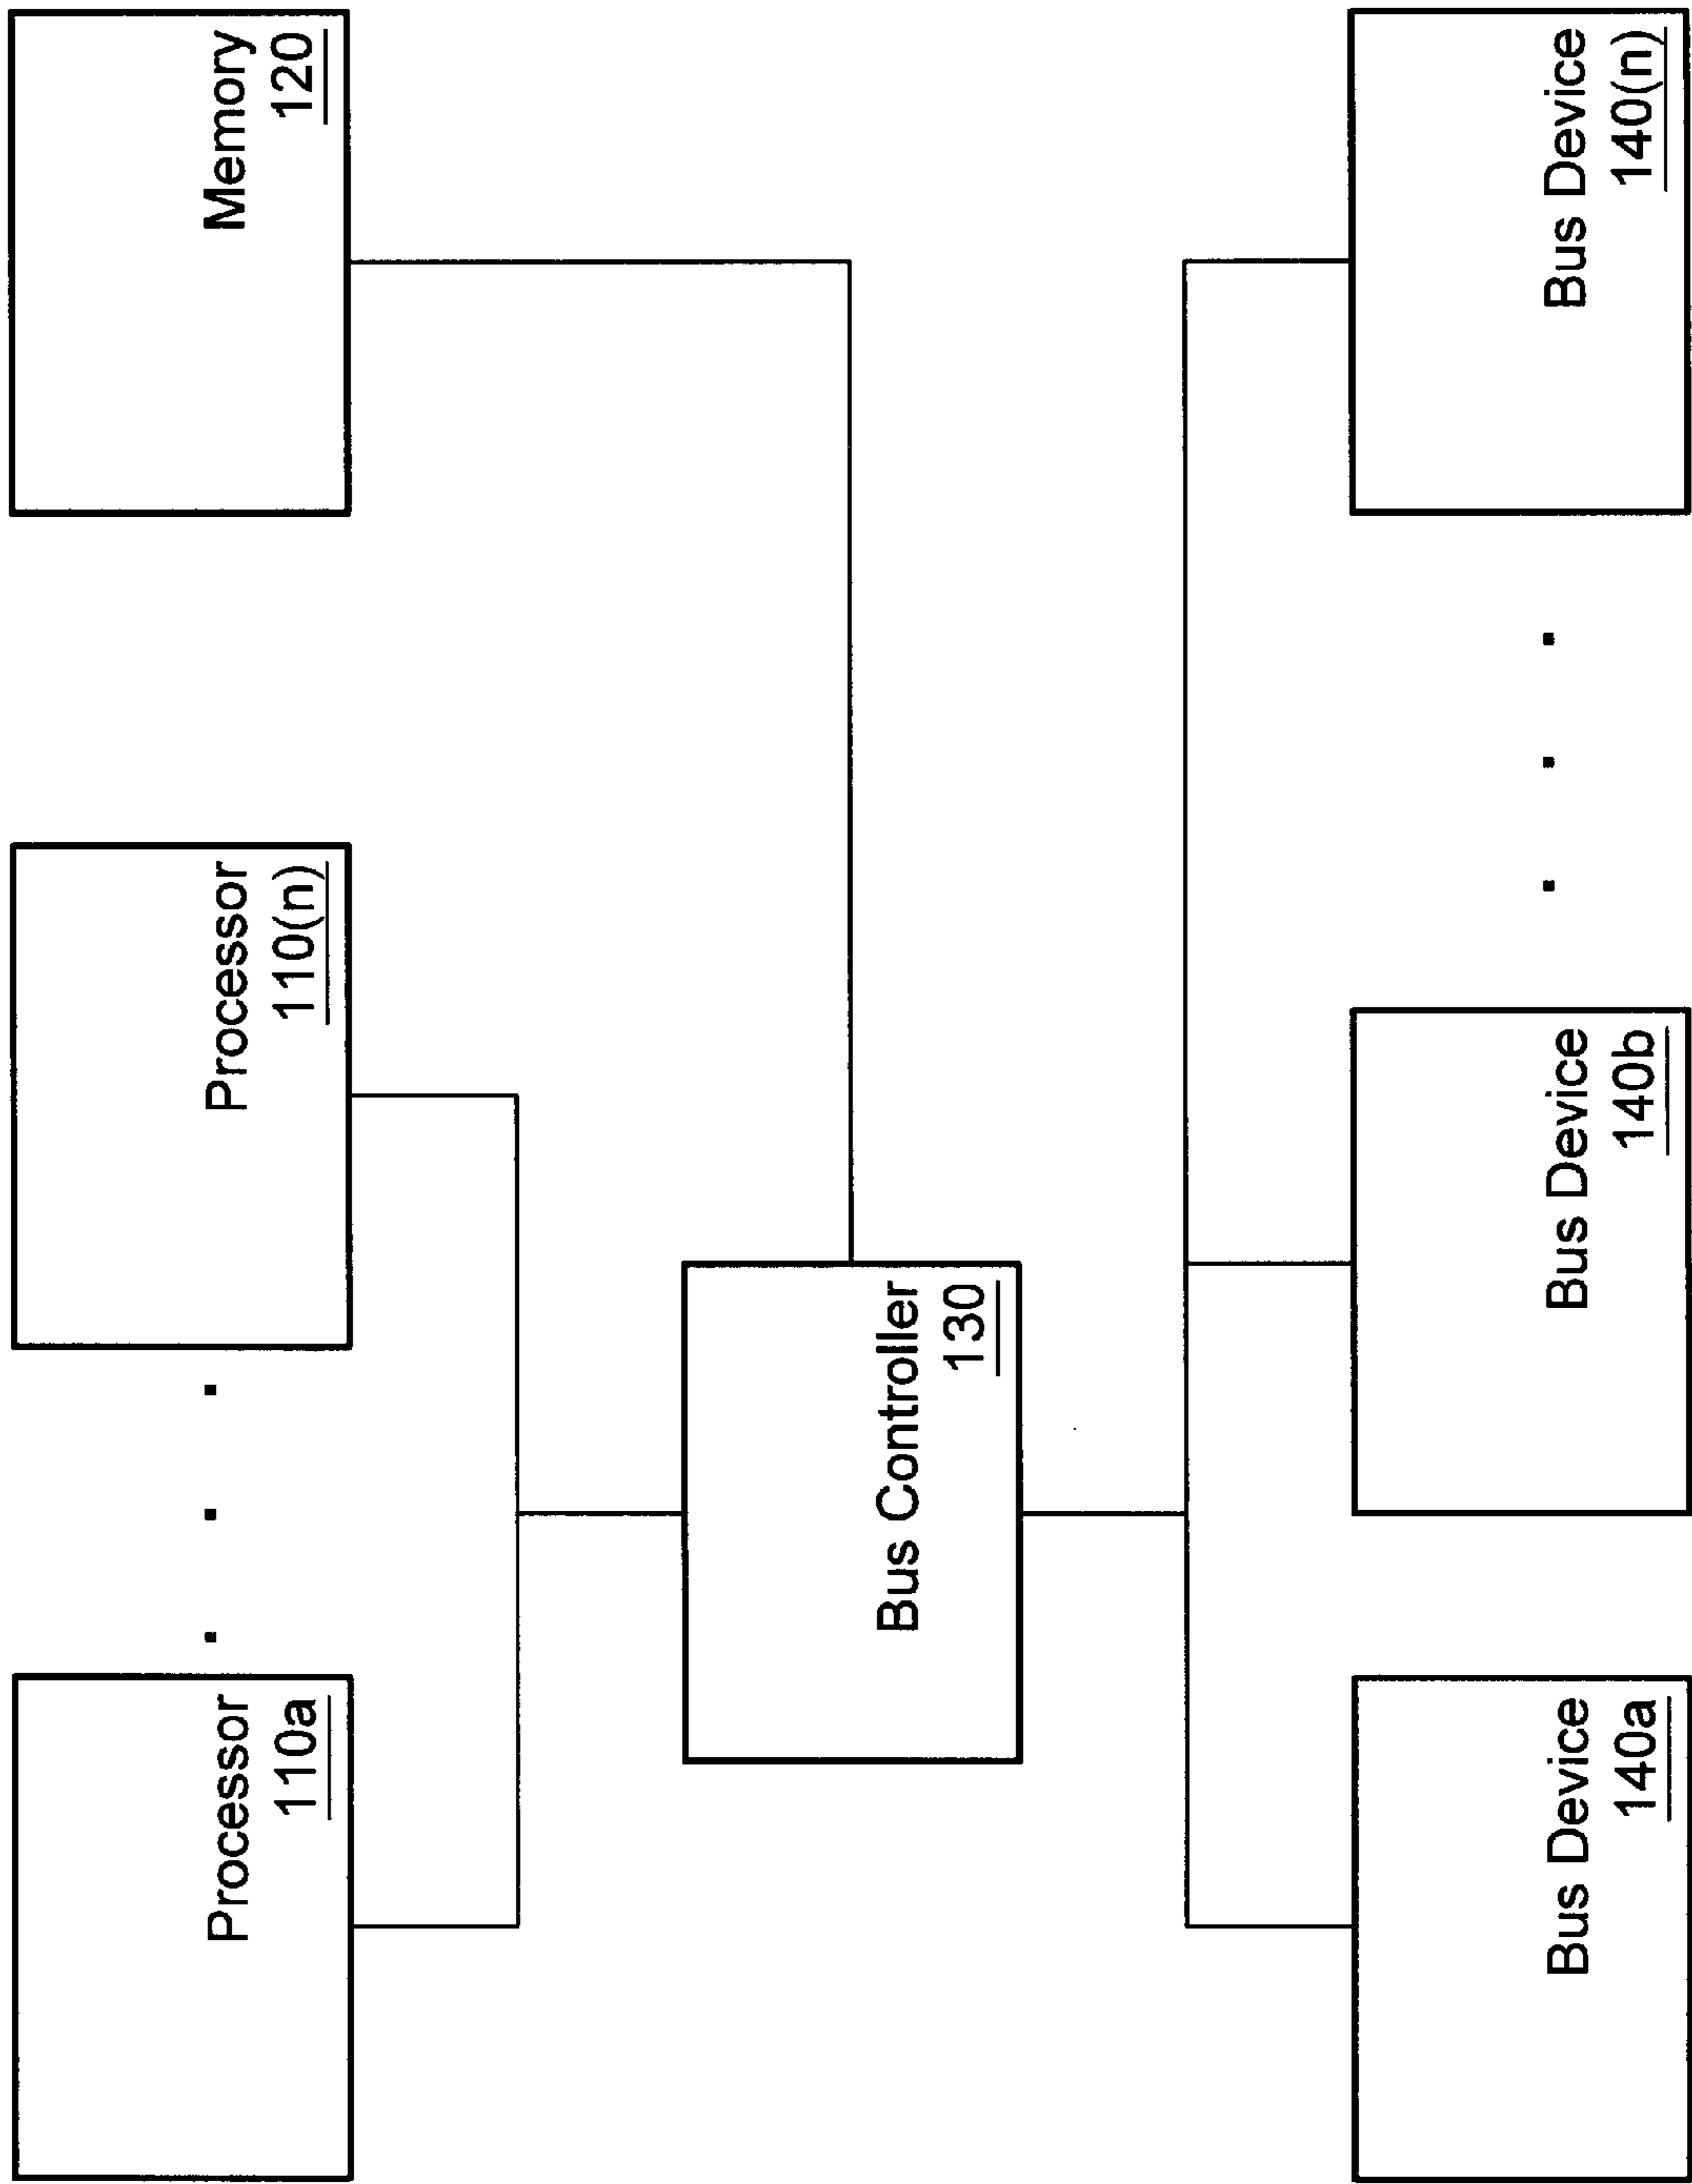 Processor
110a
Processor
110(n)
Memory
120
Bus Controller
130
Bus Device
140a
Bus Device
140b
Bus Device
140(n)